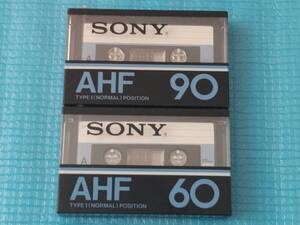 SONY
A
AHF 90
TYPE I (NORMAL) POSITION
SONY
A
AHF 60
TYPE I (NORMAL) POSITION